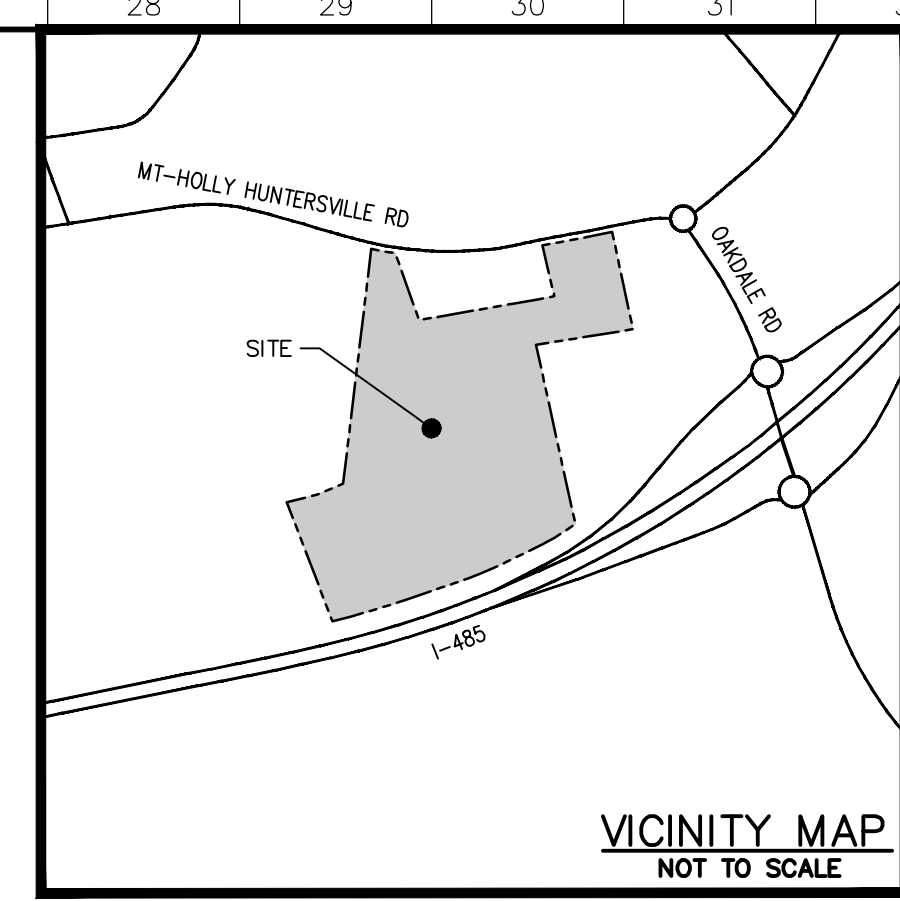 28 29 30 31
MT-HOLLY HUNTERSVILLE RD
OAKDALE RD
SITE
I-485
VICINITY MAP
NOT TO SCALE